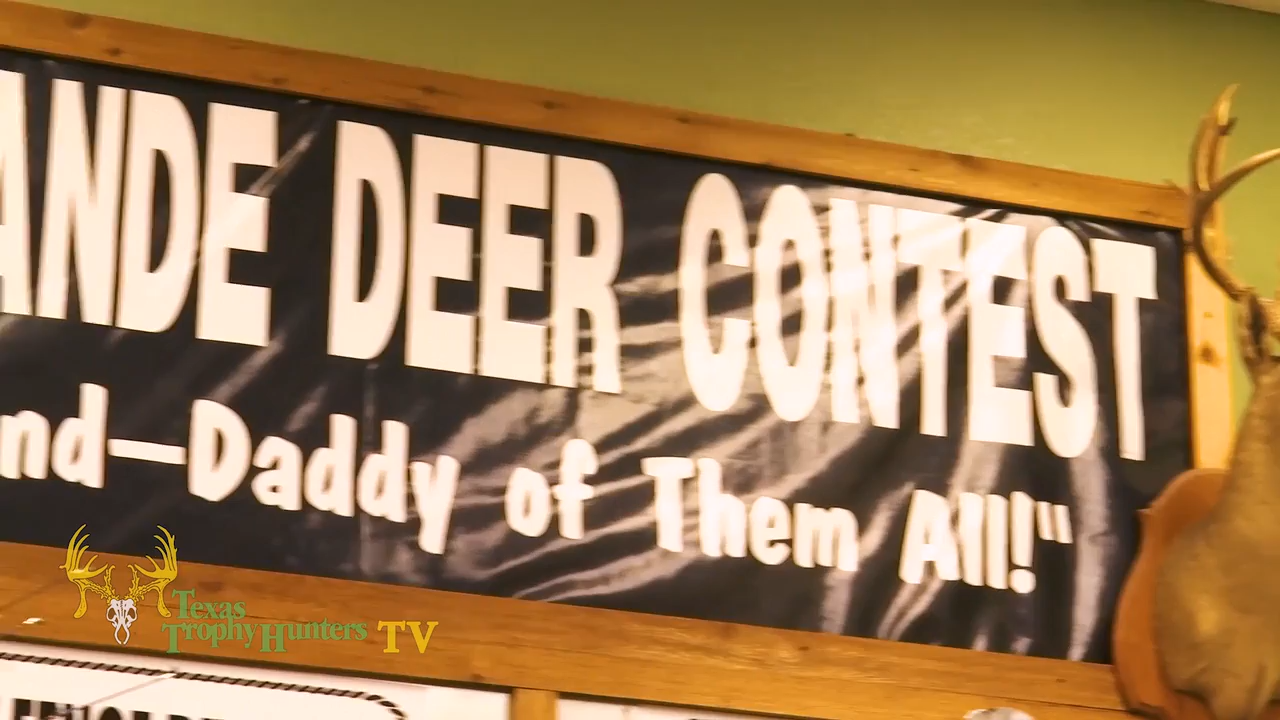 ANDE DEER CONTEST
nd—Daddy of Them All!"
Texas
Trophy Hunters TV